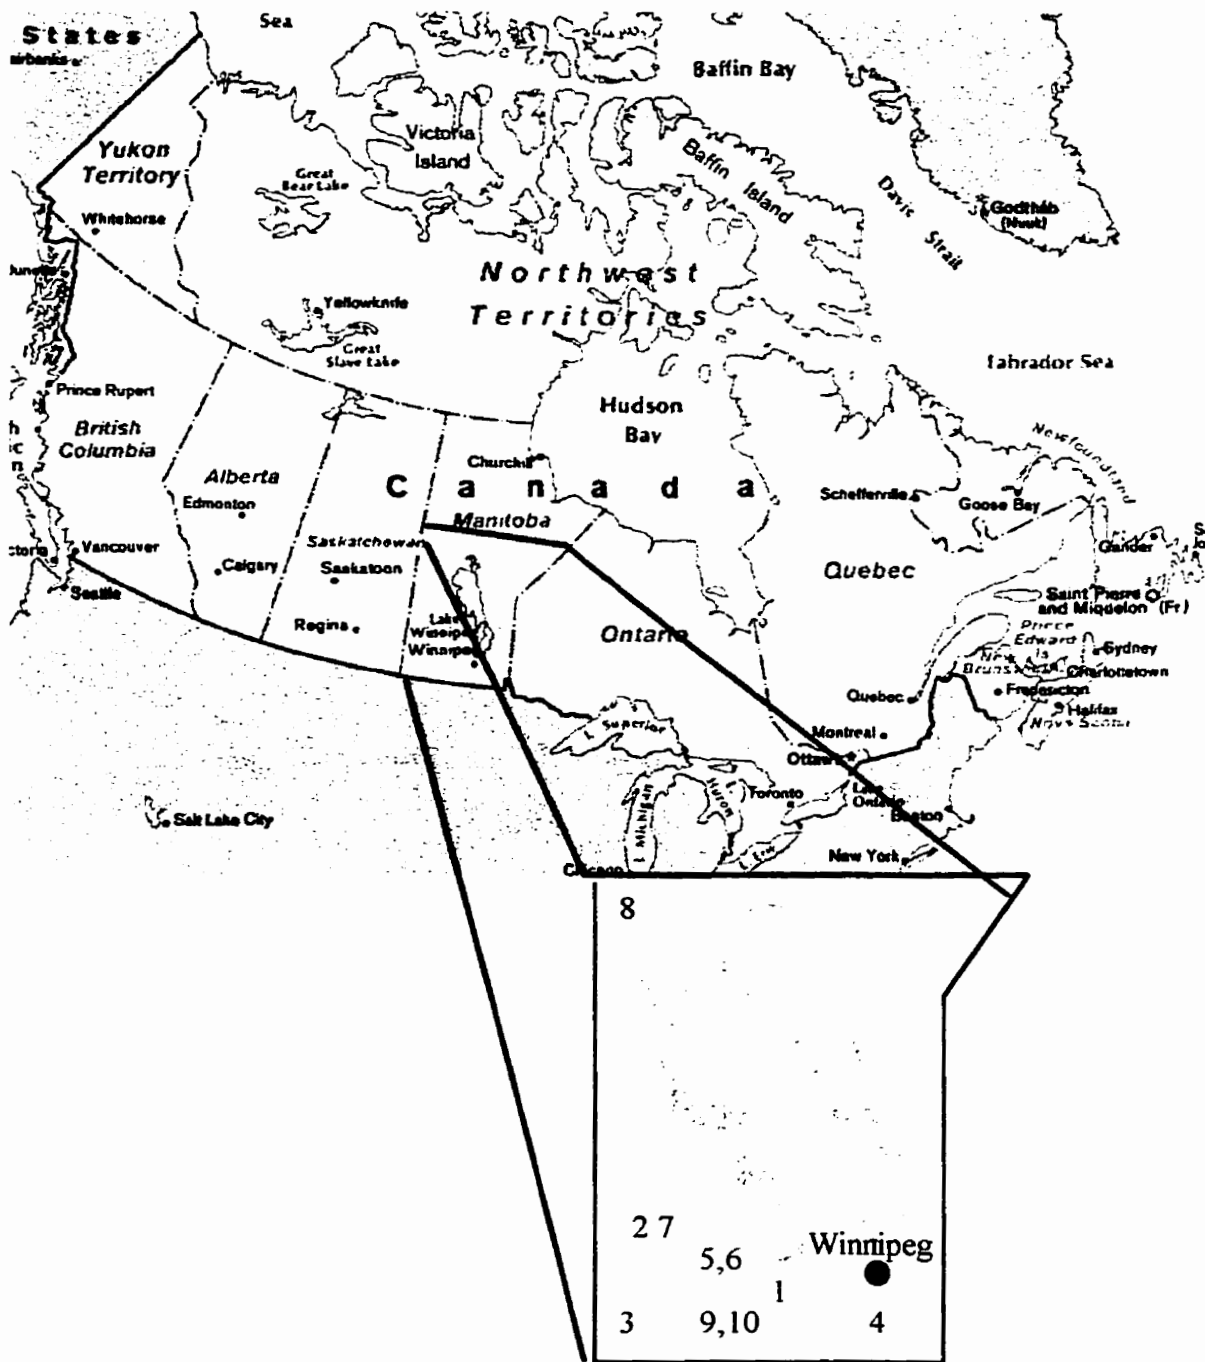 Sea
States
airbanks
Baffin Bay
Victoria
Island
Yukon
Territory
Great
Bear Lake
Baffin Island
Davis Strait
Godthåb
(Nuuk)
Whitehorse
Northwest
Territories
Yellowknife
Great
Slave Lake
Labrador Sea
Prince Rupert
British
Columbia
Hudson
Bay
Newfoundland
Alberta
Edmonton
Churchill
Canada
Schefferville
Goose Bay
Manitoba
Saskatchewan
Vancouver
Calgary
Saskatoon
Quebec
Gander
Seattle
Saint Pierre
and Miquelon (Fr)
Regina
Lake
Winnipeg
Winnipeg
Ontario
Prince
Edward
Is
Sydney
New
Brunswick
Charlottetown
Quebec
Fredericton
Halifax
Nova Scotia
L Superior
Montreal
Ottawa
L Michigan
L Huron
Toronto
Lake
Ontario
Boston
Salt Lake City
L Erie
New York
Chicago
8
2 7
5,6
Winnipeg
1
3
9,10
4